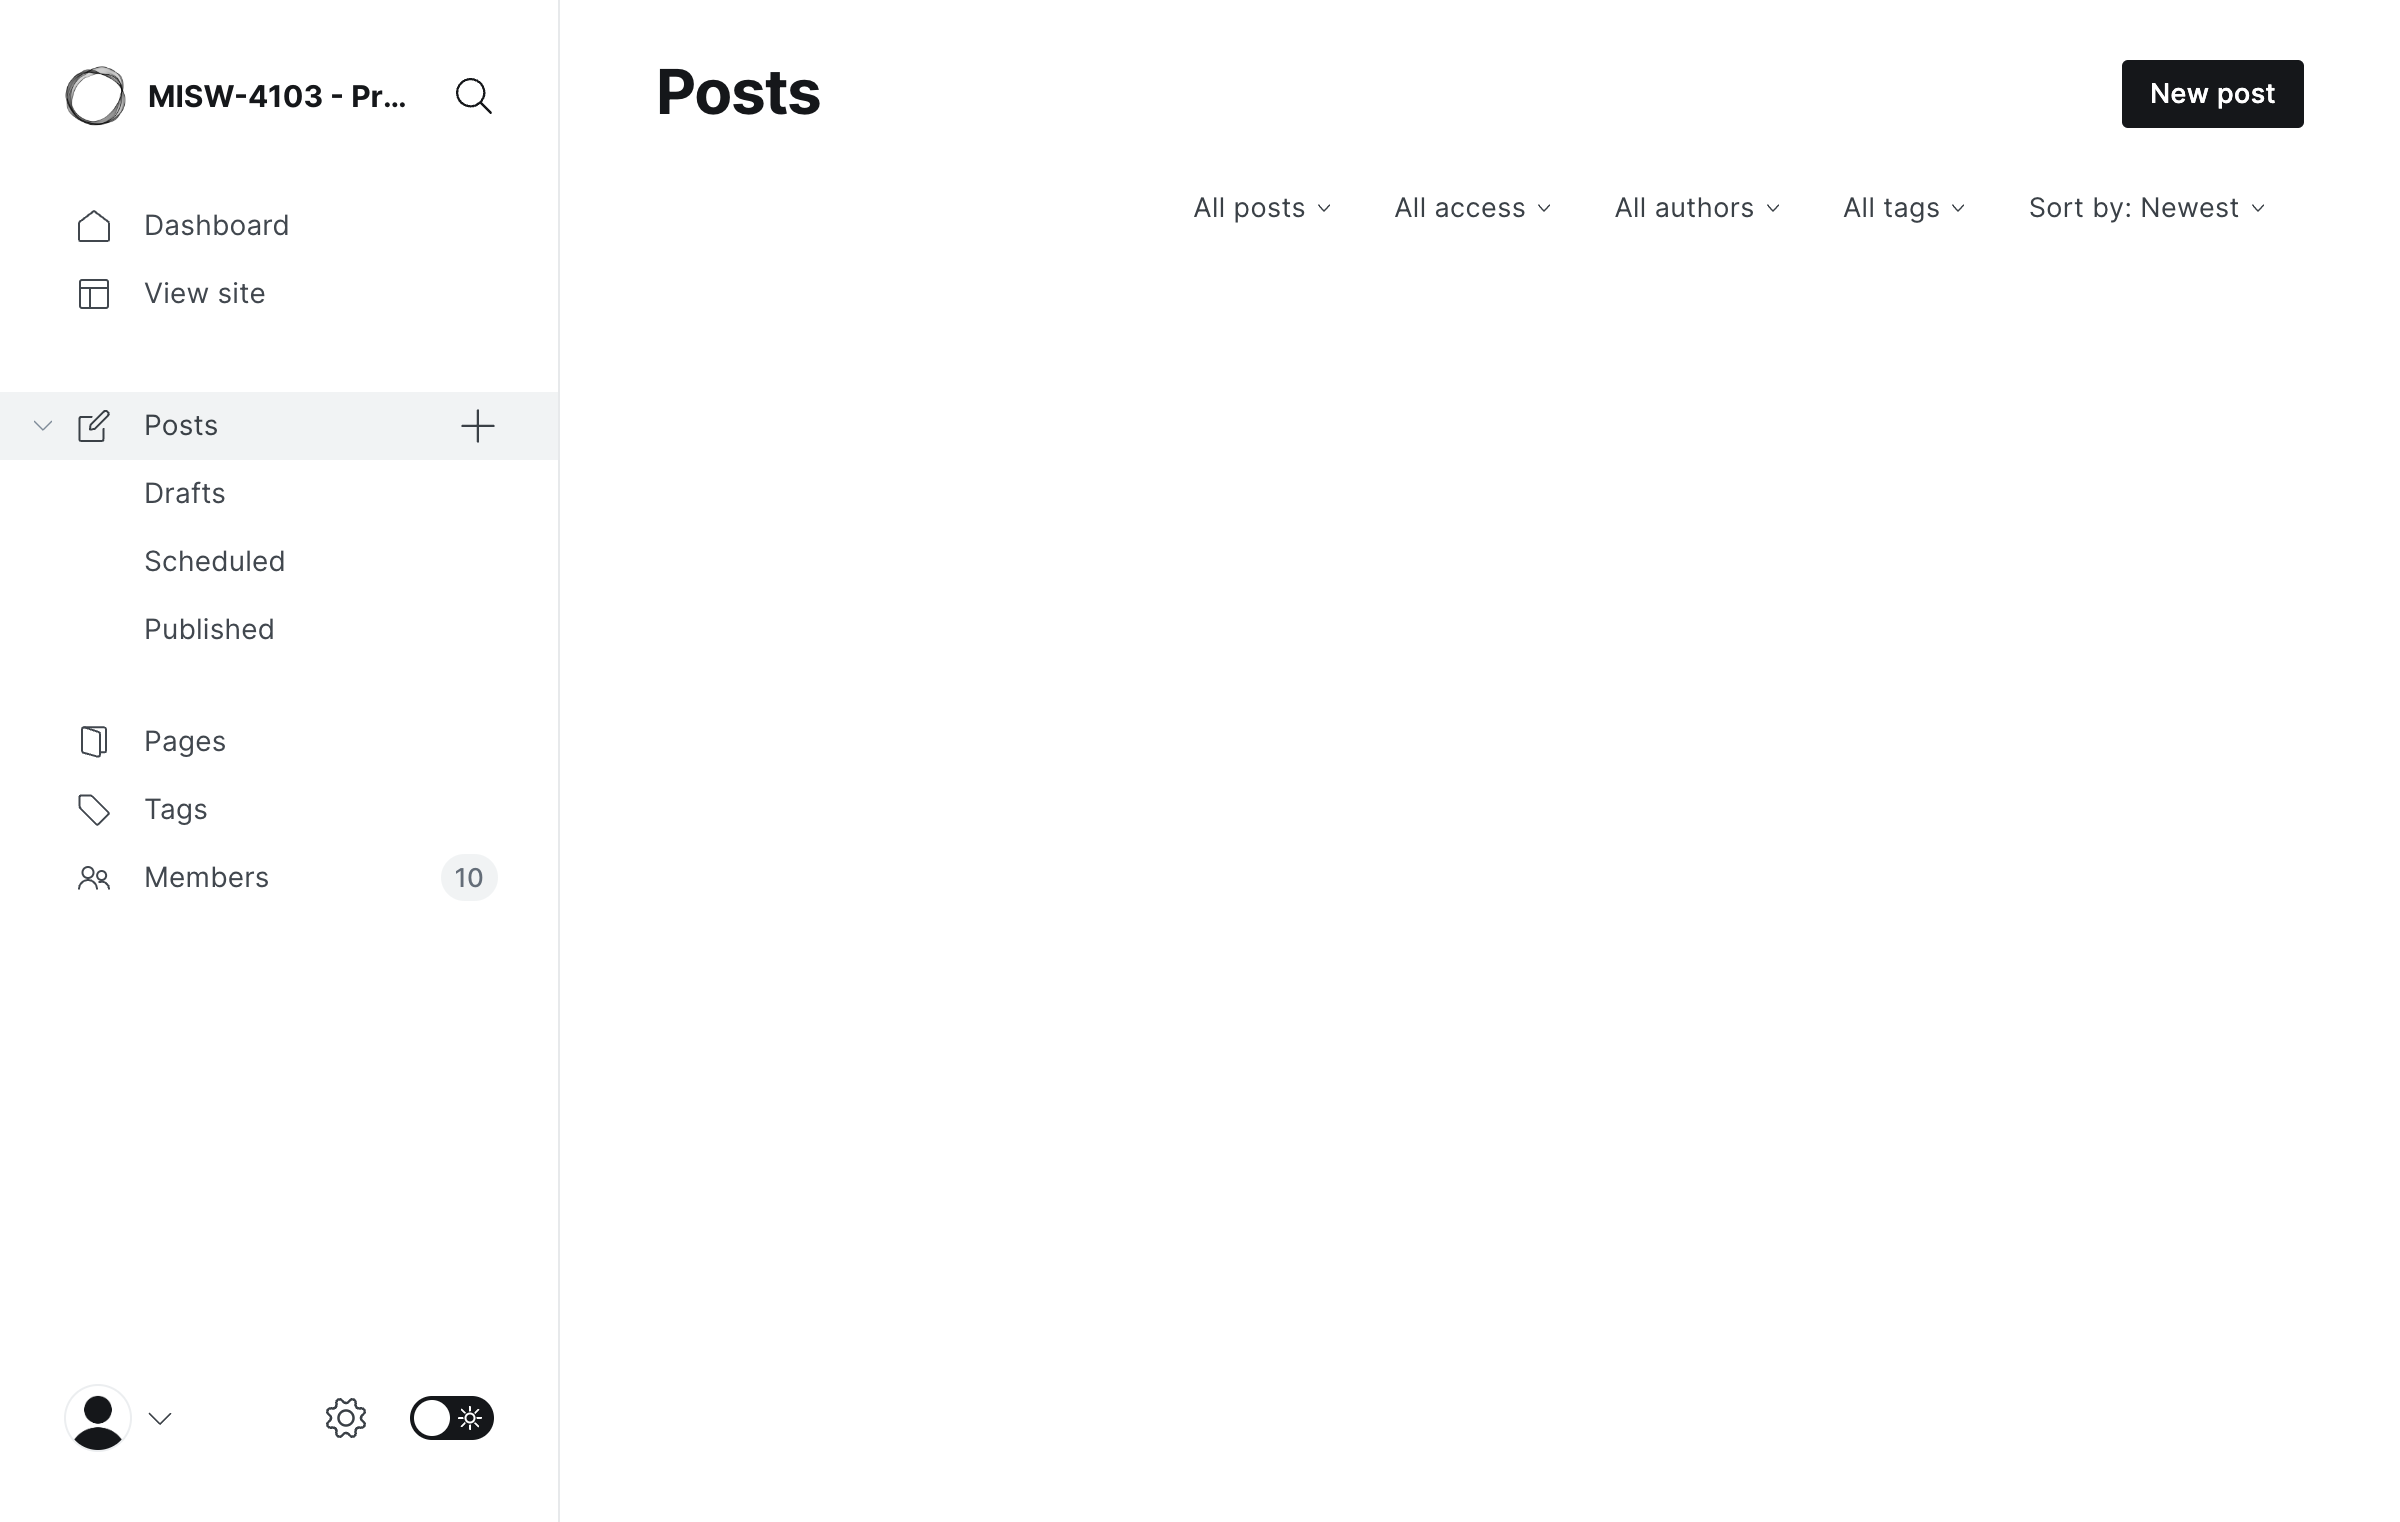 MISW-4103 - Pr...
Dashboard
View site
Posts
Drafts
Scheduled
Published
Pages
Tags
Members 10
Posts
New post
All posts All access All authors All tags Sort by: Newest